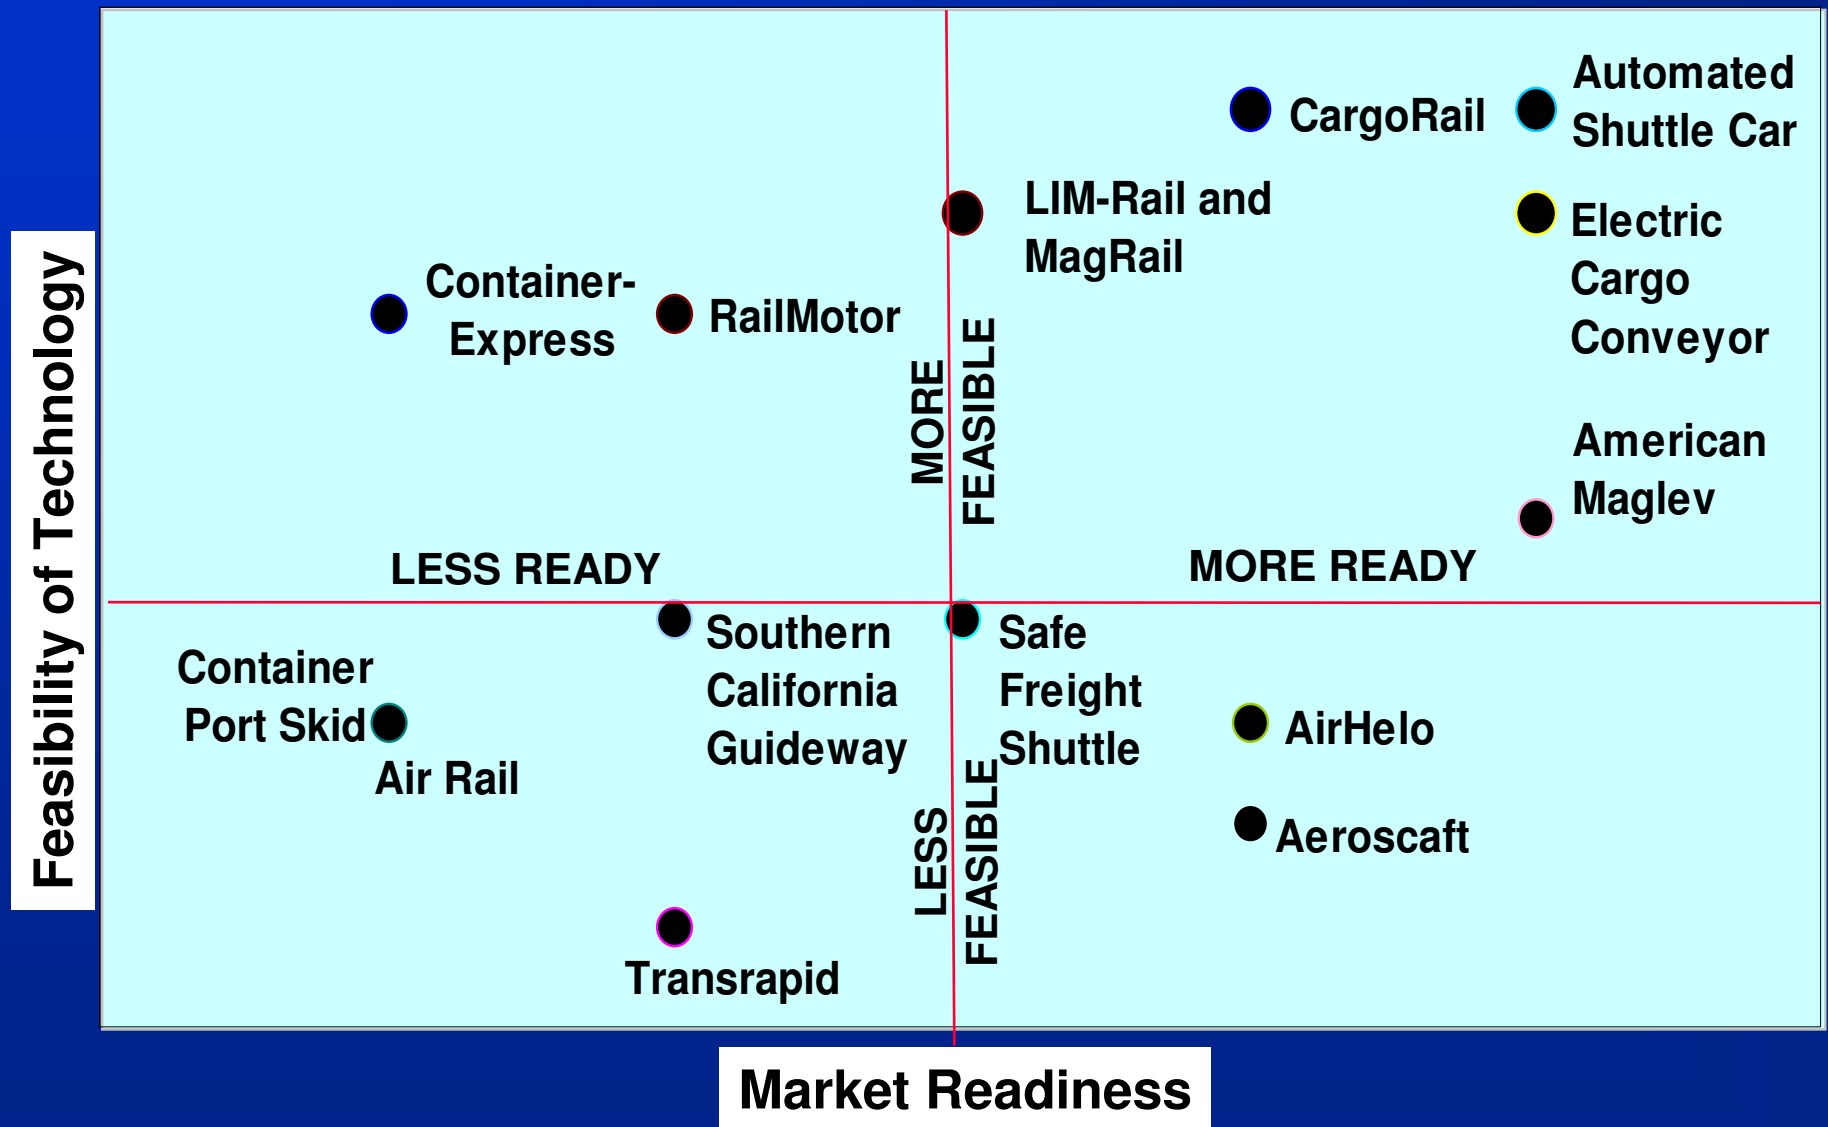 Automated
Shuttle Car
CargoRail
LIM-Rail and
MagRail
Electric
Cargo
Conveyor
Container-
Express
RailMotor
MORE
FEASIBLE
American
Maglev
LESS READY
MORE READY
Feasibility of Technology
Southern
California
Guideway
Safe
Freight
Shuttle
Container
Port Skid
Air Rail
AirHelo
Aeroscaft
LESS
FEASIBLE
Transrapid
Market Readiness